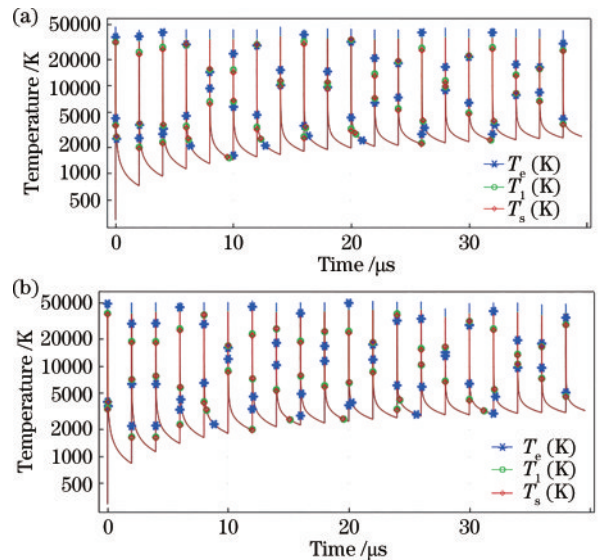 (a)
50000
20000
10000
5000
2000
1000
500
Temperature /K
0
10
20
30
Time /μs
Te (K)
Tl (K)
Ts (K)
(b)
50000
20000
10000
5000
2000
1000
500
Temperature /K
0
10
20
30
Time /μs
Te (K)
Tl (K)
Ts (K)